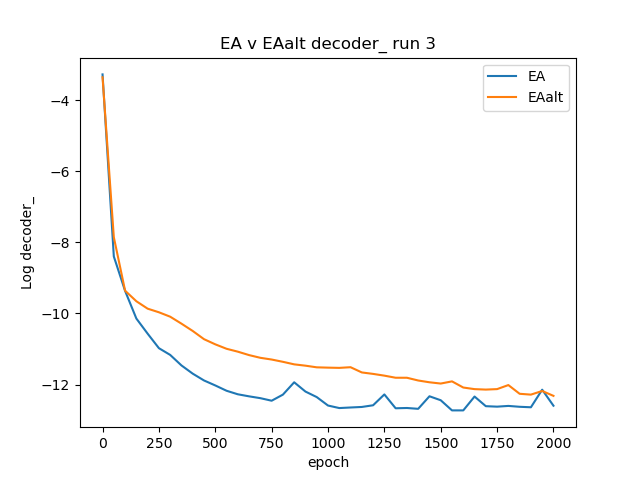 EA v EAalt decoder_ run 3
EA
EAalt
Log decoder_
−4
−6
−8
−10
−12
0 250 500 750 1000 1250 1500 1750 2000
epoch